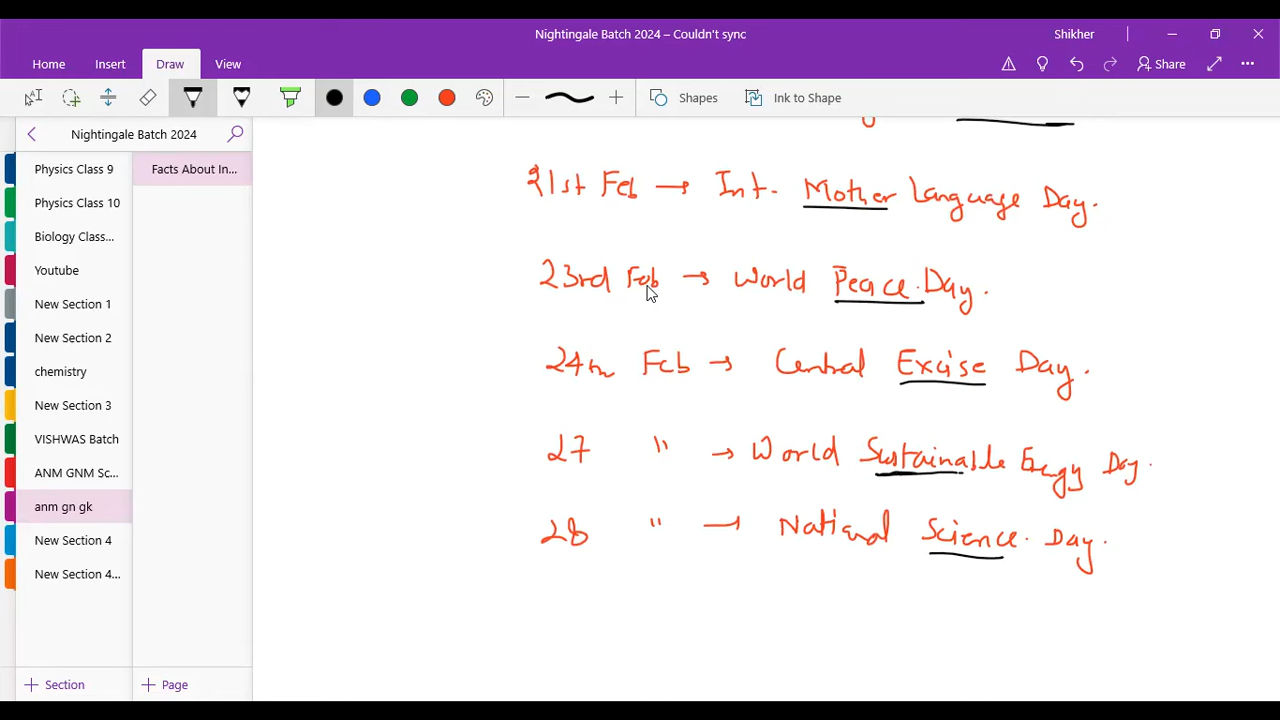 Nightingale Batch 2024 – Couldn't sync
Shikher
Home Insert Draw View
Share
Shapes
Ink to Shape
Nightingale Batch 2024
Physics Class 9
Physics Class 10
Biology Class...
Youtube
New Section 1
New Section 2
chemistry
New Section 3
VISHWAS Batch
ANM GNM Sc...
anm gn gk
New Section 4
New Section 4...
Facts About In...
21st Feb → Int. Mother Language Day.
23rd Feb → World Peace Day.
24th Feb → Central Excise Day.
27 " → World Sustainable Energy Day.
28 " → National Science Day.
+ Section
+ Page